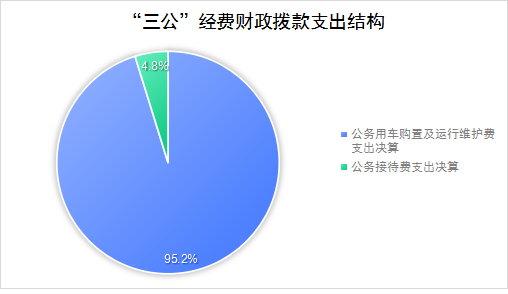 “三公”经费财政拨款支出结构
4.8%
公务用车购置及运行维护费
支出决算
公务接待费支出决算
95.2%